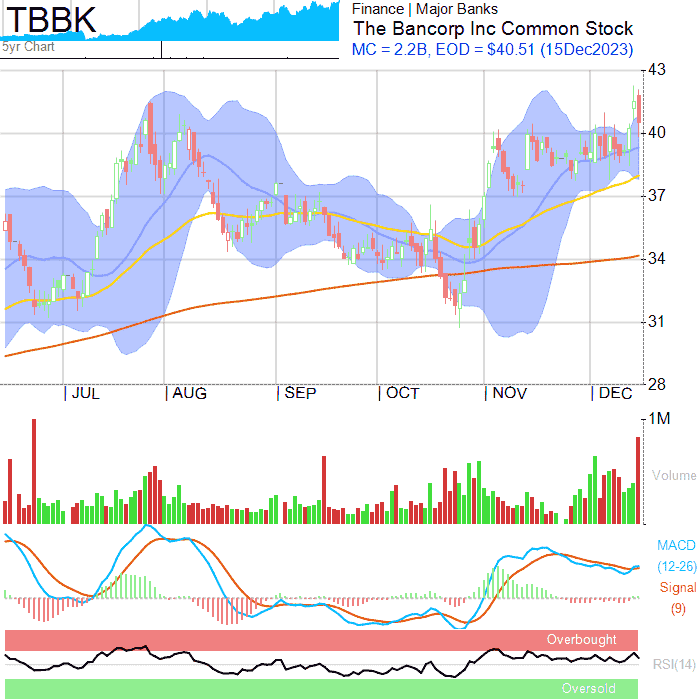 TBBK
5yr Chart
Finance | Major Banks
The Bancorp Inc Common Stock
MC = 2.2B, EOD = $40.51 (15Dec2023)
43
40
37
34
31
28
| JUL | AUG | SEP | OCT | NOV | DEC
1M
Volume
MACD
(12-26)
Signal
(9)
Overbought
RSI(14)
Oversold